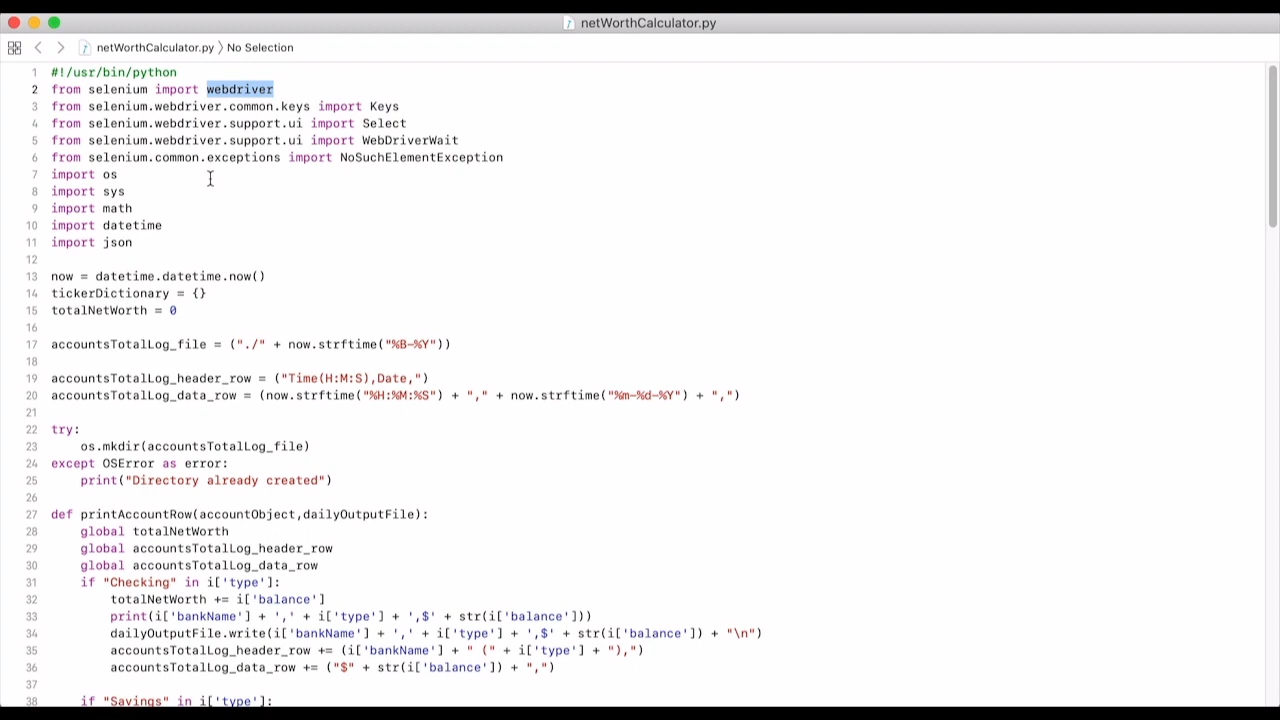 netWorthCalculator.py
netWorthCalculator.py 〉 No Selection
1 #!/usr/bin/python
2 from selenium import webdriver
3 from selenium.webdriver.common.keys import Keys
4 from selenium.webdriver.support.ui import Select
5 from selenium.webdriver.support.ui import WebDriverWait
6 from selenium.common.exceptions import NoSuchElementException
7 import os
8 import sys
9 import math
10 import datetime
11 import json
12
13 now = datetime.datetime.now()
14 tickerDictionary = {}
15 totalNetWorth = 0
16
17 accountsTotalLog_file = ("./" + now.strftime("%B-%Y"))
18
19 accountsTotalLog_header_row = ("Time(H:M:S),Date,")
20 accountsTotalLog_data_row = (now.strftime("%H:%M:%S") + "," + now.strftime("%m-%d-%Y") + ",")
21
22 try:
23     os.mkdir(accountsTotalLog_file)
24 except OSError as error:
25     print("Directory already created")
26
27 def printAccountRow(accountObject,dailyOutputFile):
28     global totalNetWorth
29     global accountsTotalLog_header_row
30     global accountsTotalLog_data_row
31     if "Checking" in i['type']:
32         totalNetWorth += i['balance']
33         print(i['bankName'] + ',' + i['type'] + ',$' + str(i['balance']))
34         dailyOutputFile.write(i['bankName'] + ',' + i['type'] + ',$' + str(i['balance']) + "\n")
35         accountsTotalLog_header_row += (i['bankName'] + " (" + i['type'] + "),")
36         accountsTotalLog_data_row += ("$" + str(i['balance']) + ",")
37
38     if "Savings" in i['type']: